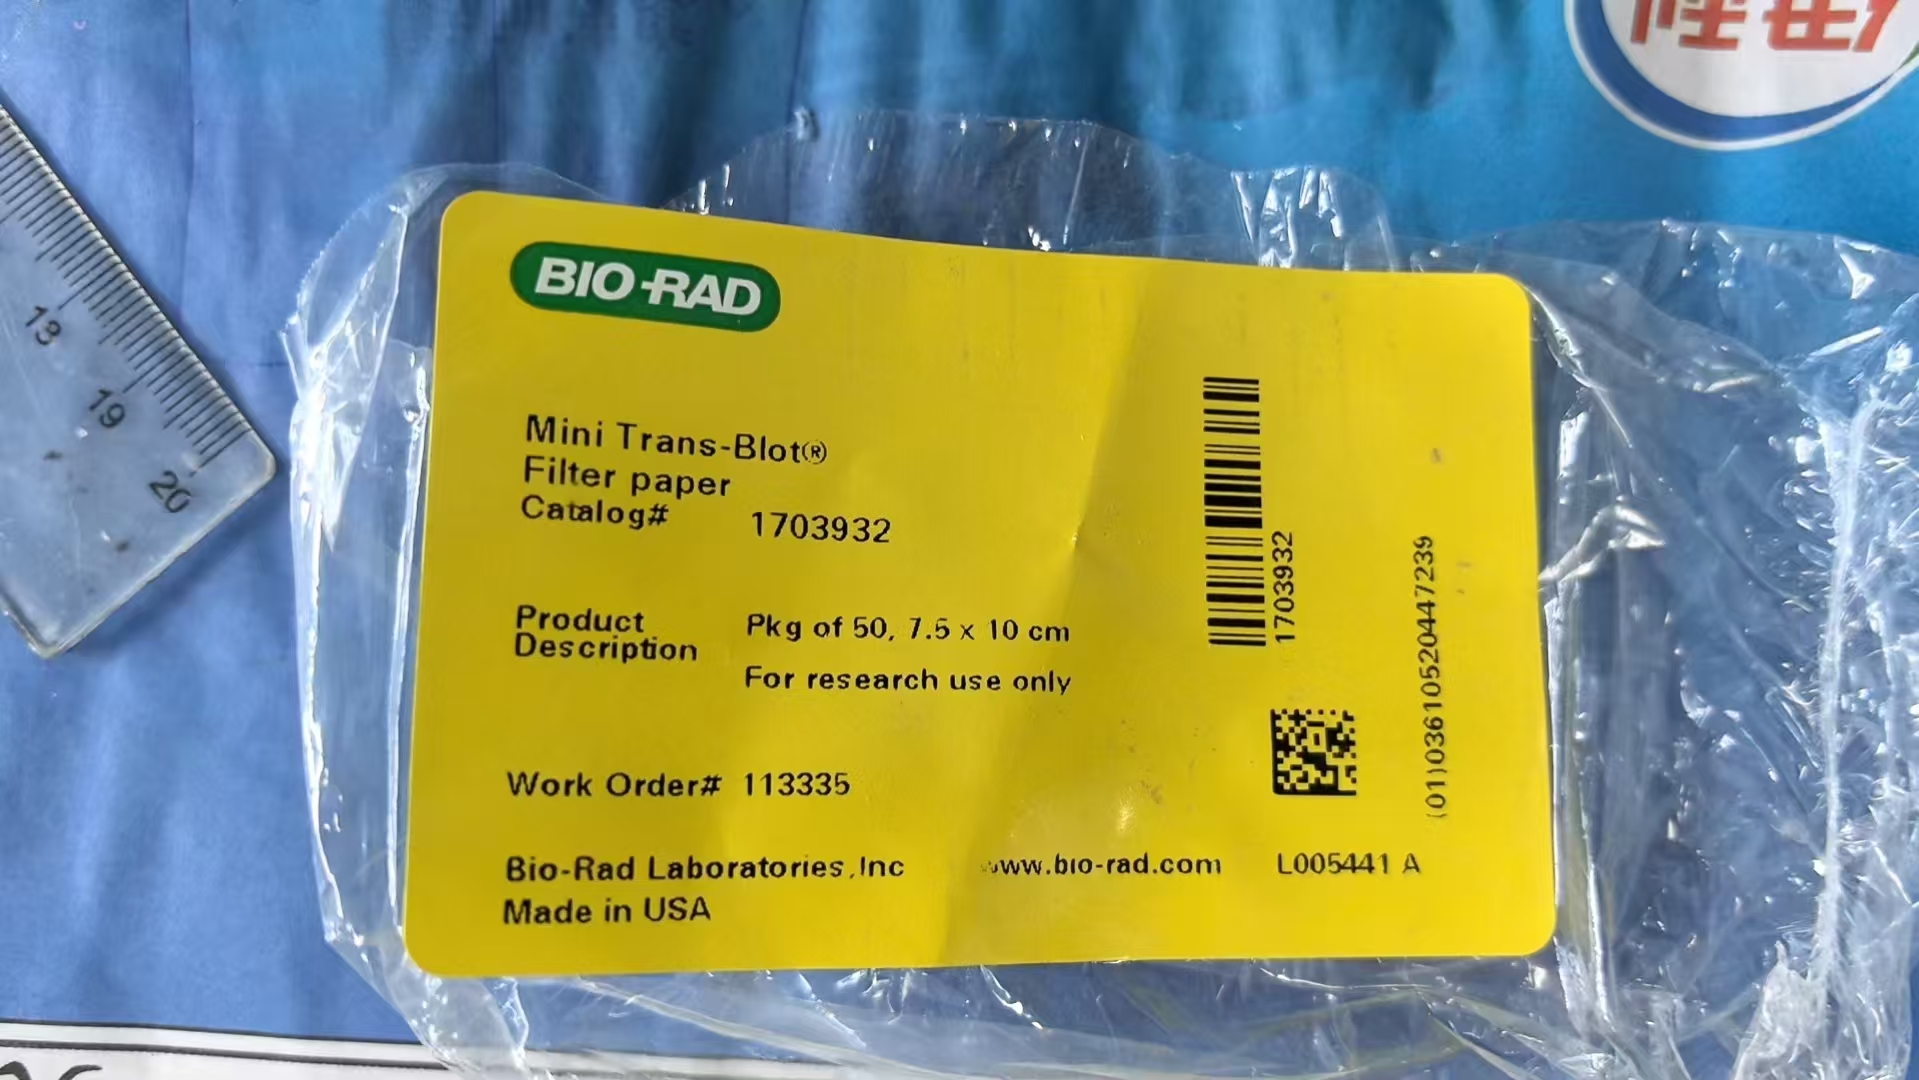 BIO-RAD
Mini Trans-Blot®
Filter paper
Catalog# 1703932
Product Description Pkg of 50, 7.5 x 10 cm
For research use only
Work Order# 113335
Bio-Rad Laboratories, Inc www.bio-rad.com L005441 A
Made in USA
1703932
(01)03610520447239
13
19
20